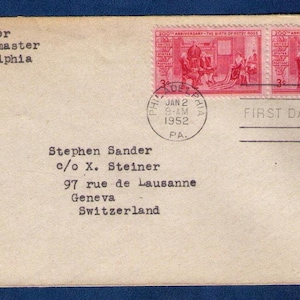 er
master
lphia
ANNIVERSARY · THE BIRTH OF BETSY ROSS
3¢
PHILADELPHIA
JAN 2
9-AM
1952
PA.
FIRST DA
Stephen Sander
c/o X. Steiner
97 rue de Lausanne
Geneva
Switzerland